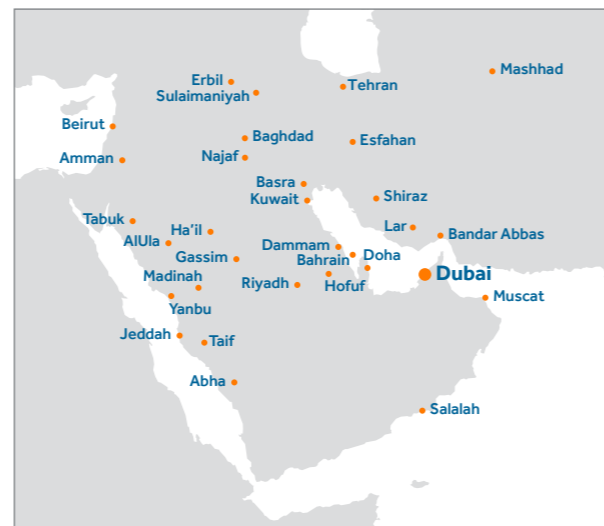 Mashhad
Erbil
Tehran
Sulaimaniyah
Beirut
Baghdad
Esfahan
Amman
Najaf
Basra
Kuwait
Shiraz
Tabuk
Ha'il
Lar
Bandar Abbas
AlUla
Dammam
Gassim
Bahrain
Doha
Dubai
Madinah
Riyadh
Hofuf
Yanbu
Muscat
Jeddah
Taif
Abha
Salalah